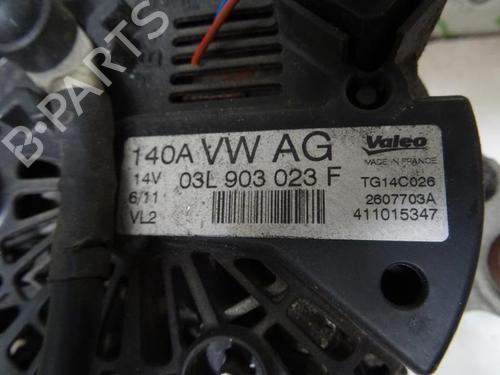 B-PARTS
140A VW AG
14V 03L 903 023 F
6/11
VL2
Valeo
MADE IN FRANCE
TG14C026
2607703A
411015347